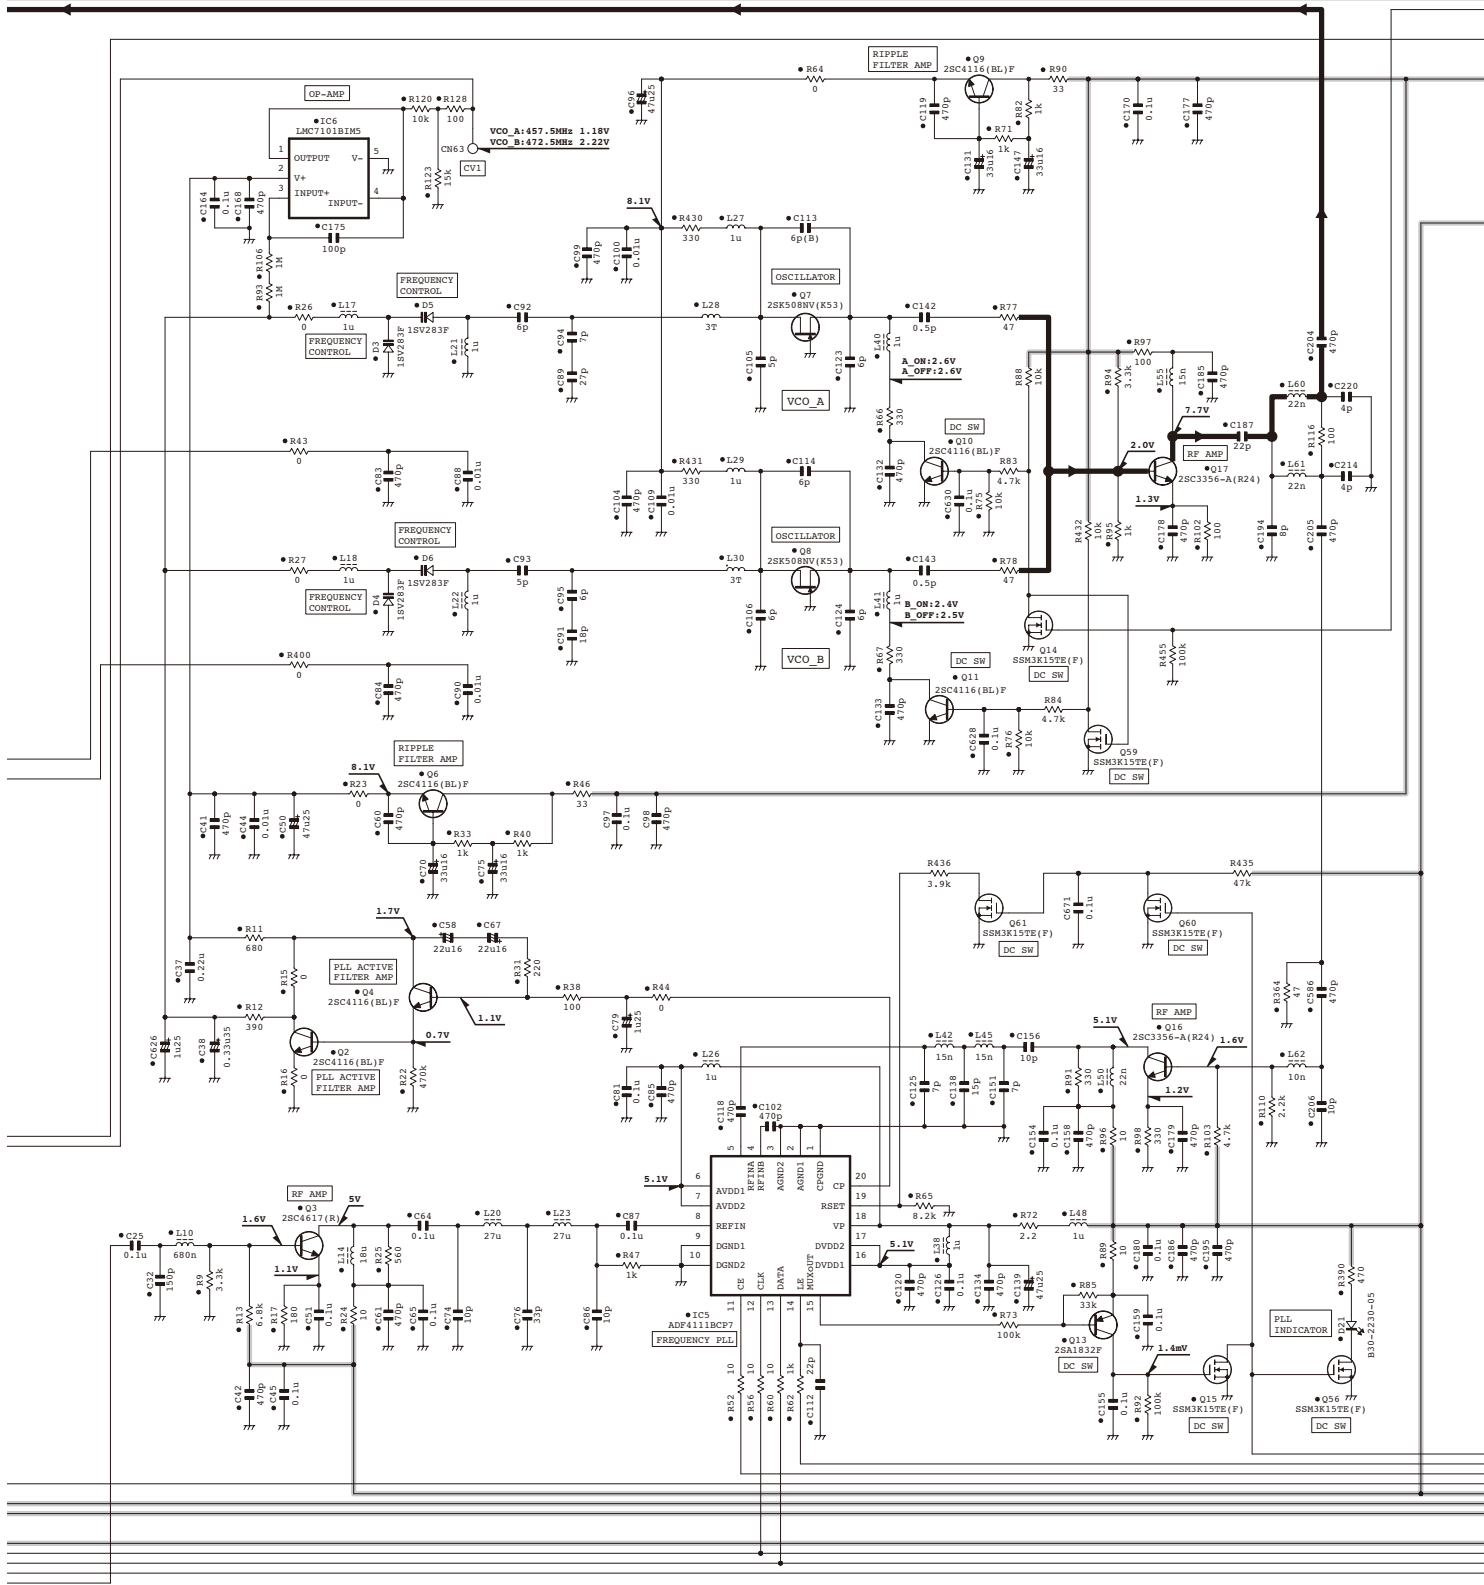 RIPPLE
FILTER AMP
Q9
2SC4116(BL)F
R64
0
R90
33
C96
47u25
C119
470p
R82
1k
R71
1k
C131
33u16
C147
33u16
C170
0.1u
C177
470p
OP-AMP
IC6
LMC7101BIM5
R120
10k
R128
100
VCO_A:457.5MHz 1.18V
VCO_B:472.5MHz 2.22V
CN63
CV1
R123
15k
1
OUTPUT
V-
5
2
V+
3
INPUT+
INPUT-
4
C164
0.1u
C168
470p
C175
100p
R106
1M
R93
1M
8.1V
R430
330
L27
1u
C113
6p(B)
C99
470p
C100
0.01u
FREQUENCY
CONTROL
OSCILLATOR
R26
0
L17
1u
D5
1SV283F
C92
6p
L28
3T
Q7
2SK508NV(K53)
C142
0.5p
R77
47
FREQUENCY
CONTROL
D3
1SV283F
L21
1u
C94
7p
C89
27p
C105
5p
C123
6p
L40
1u
A_ON:2.6V
A_OFF:2.6V
VCO_A
R66
330
R88
10k
R94
3.3k
R97
100
L55
15n
C185
470p
C204
470p
L60
22n
C220
4p
7.7V
C187
22p
R116
100
DC SW
Q10
2SC4116(BL)F
2.0V
RF AMP
Q17
2SC3356-A(R24)
L61
22n
C214
4p
R43
0
C83
470p
C88
0.01u
R431
330
L29
1u
C114
6p
C104
470p
C109
0.01u
C132
470p
R83
4.7k
C630
0.1u
R75
10k
1.3V
R432
10k
R95
1k
C178
470p
R102
100
C194
8p
C205
470p
FREQUENCY
CONTROL
OSCILLATOR
R27
0
L18
1u
D6
1SV283F
C93
5p
L30
3T
Q8
2SK508NV(K53)
C143
0.5p
R78
47
FREQUENCY
CONTROL
D4
1SV283F
L22
1u
C95
6p
C91
18p
C106
6p
C124
6p
L41
1u
B_ON:2.4V
B_OFF:2.5V
Q14
SSM3K15TE(F)
DC SW
R455
100k
VCO_B
R67
330
DC SW
Q11
2SC4116(BL)F
R400
0
C84
470p
C90
0.01u
C133
470p
R84
4.7k
C628
0.1u
R76
10k
Q59
SSM3K15TE(F)
DC SW
RIPPLE
FILTER AMP
8.1V
Q6
2SC4116(BL)F
R23
0
R46
33
C41
470p
C44
0.01u
C50
47u25
C60
470p
R33
1k
R40
1k
C70
33u16
C75
33u16
C97
0.1u
C98
470p
R436
3.9k
R435
47k
Q61
SSM3K15TE(F)
DC SW
C671
0.1u
Q60
SSM3K15TE(F)
DC SW
1.7V
R11
680
C58
22u16
C67
22u16
C37
0.22u
R15
0
PLL ACTIVE
FILTER AMP
Q4
2SC4116(BL)F
R31
220
R38
100
R44
0
1.1V
C79
1u25
R12
390
0.7V
C626
1u25
C38
0.33u35
Q2
2SC4116(BL)F
PLL ACTIVE
FILTER AMP
R16
0
R22
470k
R364
47
C586
470p
5.1V
RF AMP
Q16
2SC3356-A(R24)
1.6V
L42
15n
L45
15n
C156
10p
L62
10n
L26
1u
C81
0.1u
C85
470p
C118
470p
C102
470p
C125
7p
C138
15p
C151
7p
R91
330
L50
22n
1.2V
C154
0.1u
C158
470p
R96
10
R98
330
C179
470p
R103
4.7k
R110
2.2k
C206
10p
5
4
3
2
1
RFINA
RFINB
AGND2
AGND1
CPGND
5.1V
6
AVDD1
7
AVDD2
8
REFIN
9
DGND1
10
DGND2
20
CP
19
RSET
18
VP
17
DVDD2
16
DVDD1
CE
CLK
DATA
LE
MUXOUT
11
12
13
14
15
IC5
ADF4111BCP7
FREQUENCY PLL
R65
8.2k
R72
2.2
L48
1u
5.1V
L38
1u
RF AMP
Q3
2SC4617(R)
5V
1.6V
C25
0.1u
L10
680n
C64
0.1u
L20
27u
L23
27u
C87
0.1u
C32
150p
R9
3.3k
1.1V
L14
18u
R25
560
R47
1k
R13
6.8k
R17
180
C51
0.1u
R24
10
C61
470p
C65
0.1u
C74
10p
C76
33p
C86
10p
C42
470p
C45
0.1u
C120
470p
C126
0.1u
C134
470p
C139
47u25
R89
10
C180
0.1u
C186
470p
C195
470p
R85
33k
R73
100k
Q13
2SA1832F
DC SW
C159
0.1u
R390
470
PLL
INDICATOR
D21
B30-2230-05
1.4mV
R52
10
R56
10
R60
10
R62
1k
C112
22p
C155
0.1u
R92
100k
Q15
SSM3K15TE(F)
DC SW
Q56
SSM3K15TE(F)
DC SW